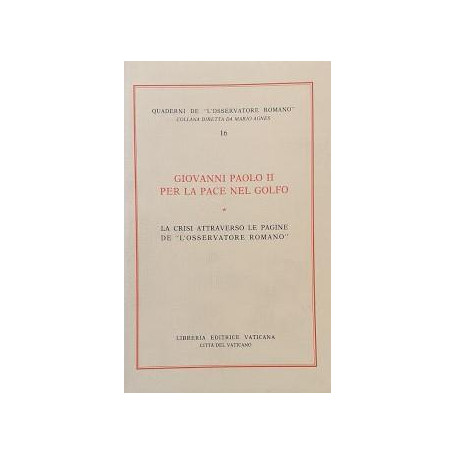 QUADERNI DE "L'OSSERVATORE ROMANO"
COLLANA DIRETTA DA MARIO AGNES
16
GIOVANNI PAOLO II
PER LA PACE NEL GOLFO
*
LA CRISI ATTRAVERSO LE PAGINE
DE "L'OSSERVATORE ROMANO"
LIBRERIA EDITRICE VATICANA
CITTÀ DEL VATICANO